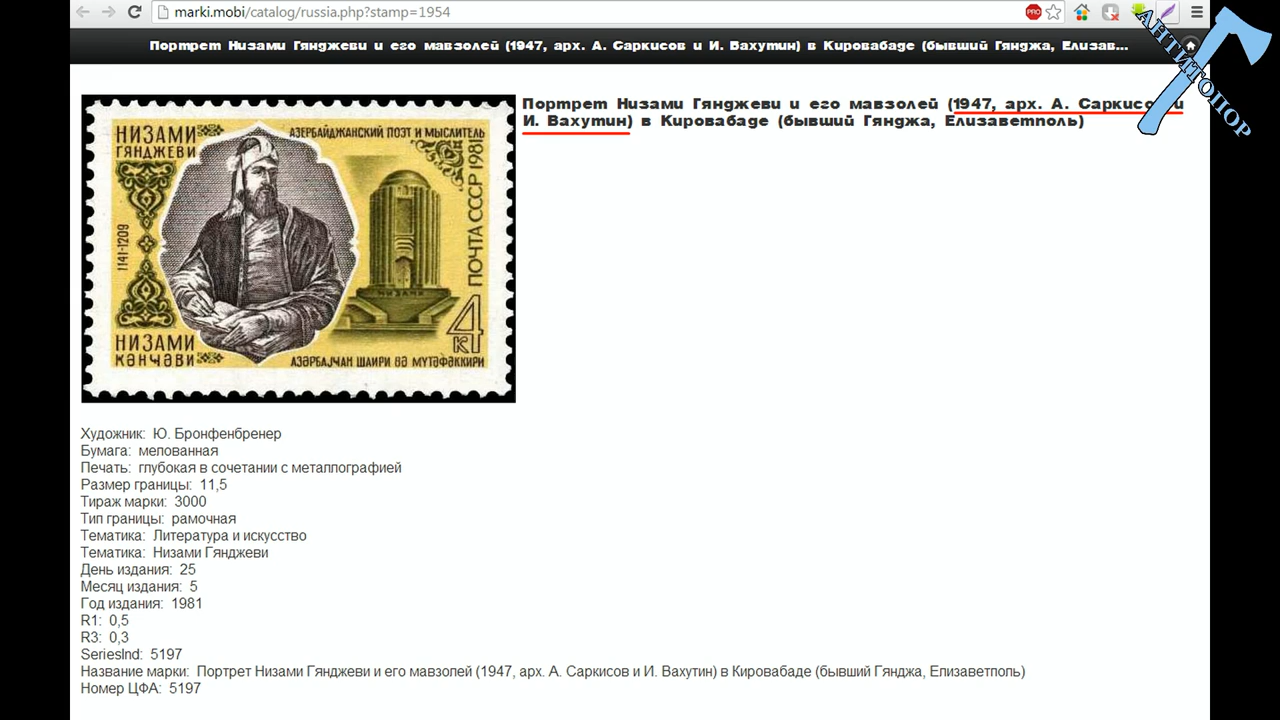 marki.mobi/catalog/russia.php?stamp=1954
PRO
Портрет Низами Гянджеви и его мавзолей (1947, арх. А. Саркисов и И. Вахутин) в Кировабаде (бывший Гянджа, Елизав...
АНТИТОПОР
Портрет Низами Гянджеви и его мавзолей (1947, арх. А. Саркисов и
И. Вахутин) в Кировабаде (бывший Гянджа, Елизаветполь)
НИЗАМИ
ГЯНДЖЕВИ
АЗЕРБАЙДЖАНСКИЙ ПОЭТ И МЫСЛИТЕЛЬ
1141-1209
ПОЧТА СССР 1981
НИЗАМИ
4
К
НИЗАМИ
КӘНЧӘВИ
АЗӘРБАЈҸАН ШАИРИ ВӘ МҮТӘФӘККИРИ
Художник: Ю. Бронфенбренер
Бумага: мелованная
Печать: глубокая в сочетании с металлографией
Размер границы: 11,5
Тираж марки: 3000
Тип границы: рамочная
Тематика: Литература и искусство
Тематика: Низами Гянджеви
День издания: 25
Месяц издания: 5
Год издания: 1981
R1: 0,5
R3: 0,3
SeriesInd: 5197
Название марки: Портрет Низами Гянджеви и его мавзолей (1947, арх. А. Саркисов и И. Вахутин) в Кировабаде (бывший Гянджа, Елизаветполь)
Номер ЦФА: 5197